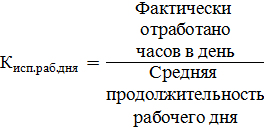 Фактически
отработано
часов в день
Кисп.раб,дня =
Средняя
продолжительность
рабочего дня